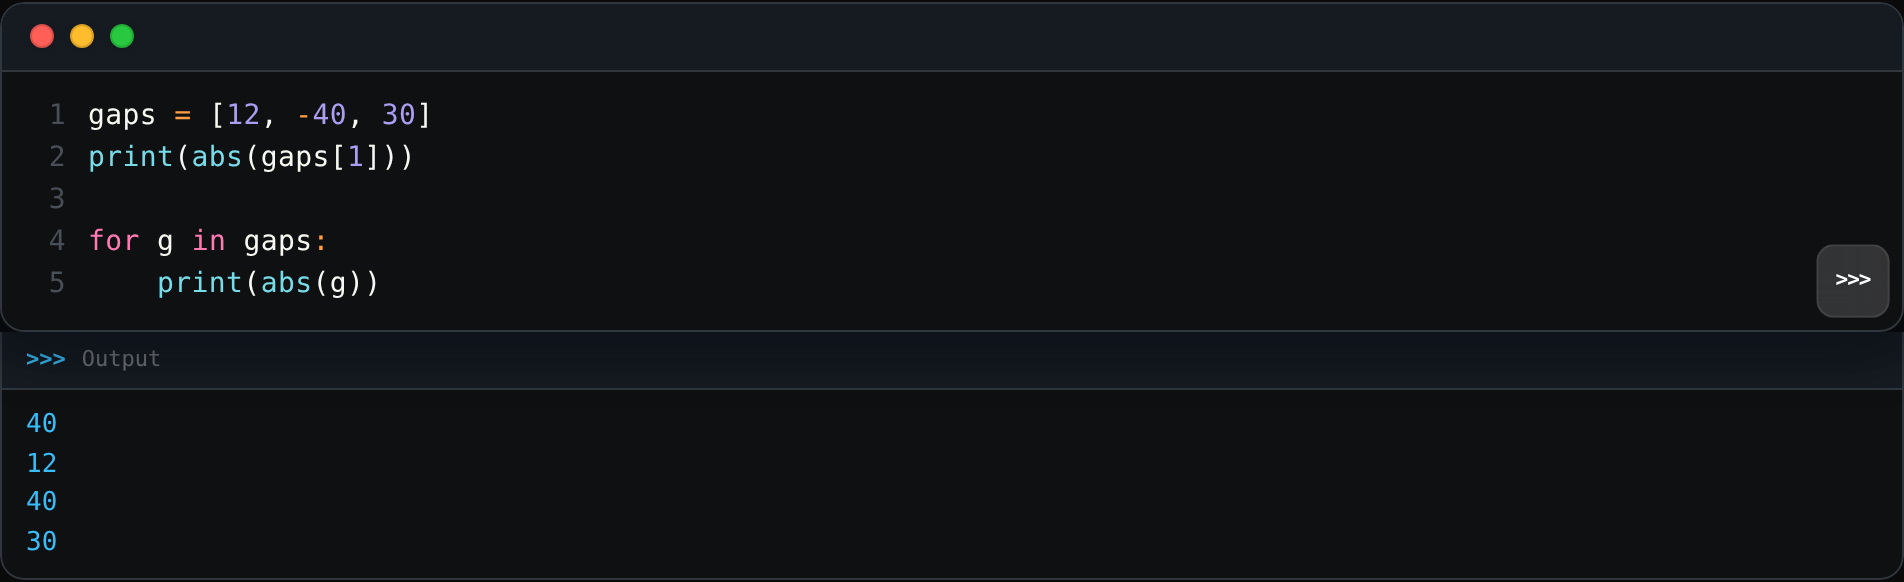 1 gaps = [12, -40, 30]
2 print(abs(gaps[1]))
3
4 for g in gaps:
5     print(abs(g))
>>>
>>> Output
40
12
40
30